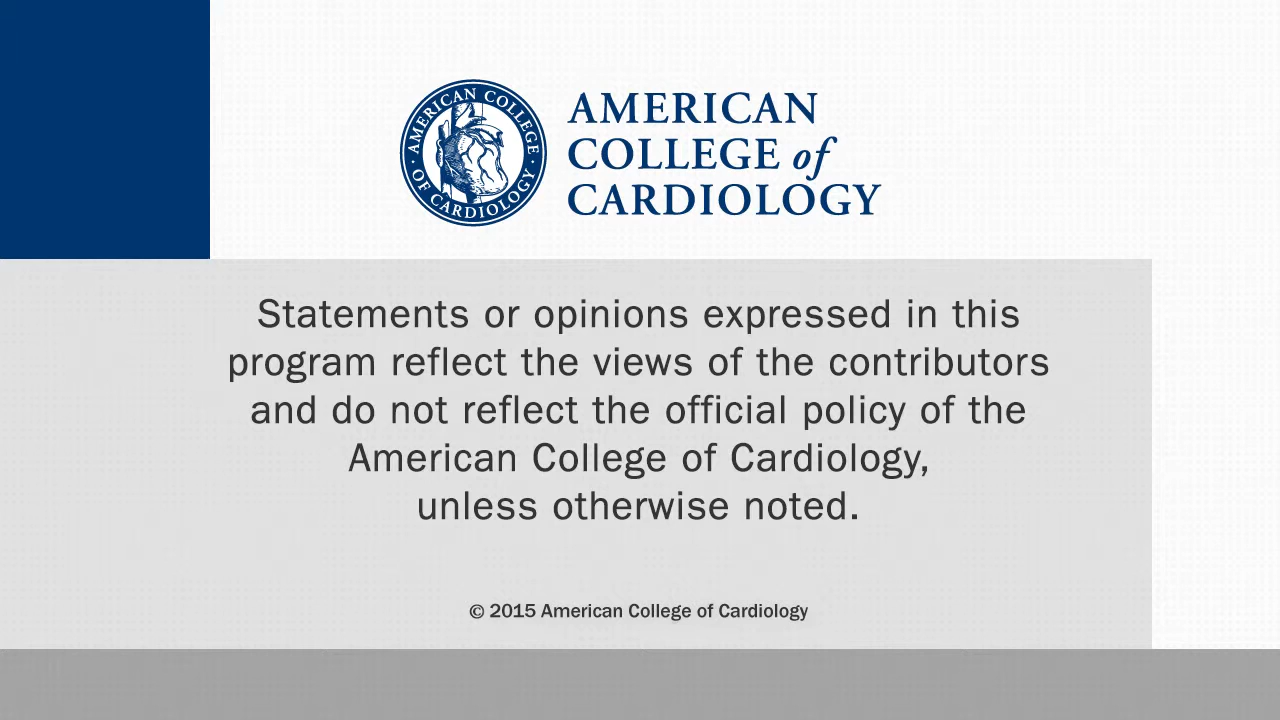 AMERICAN COLLEGE
OF CARDIOLOGY
AMERICAN
COLLEGE of
CARDIOLOGY
Statements or opinions expressed in this
program reflect the views of the contributors
and do not reflect the official policy of the
American College of Cardiology,
unless otherwise noted.
© 2015 American College of Cardiology